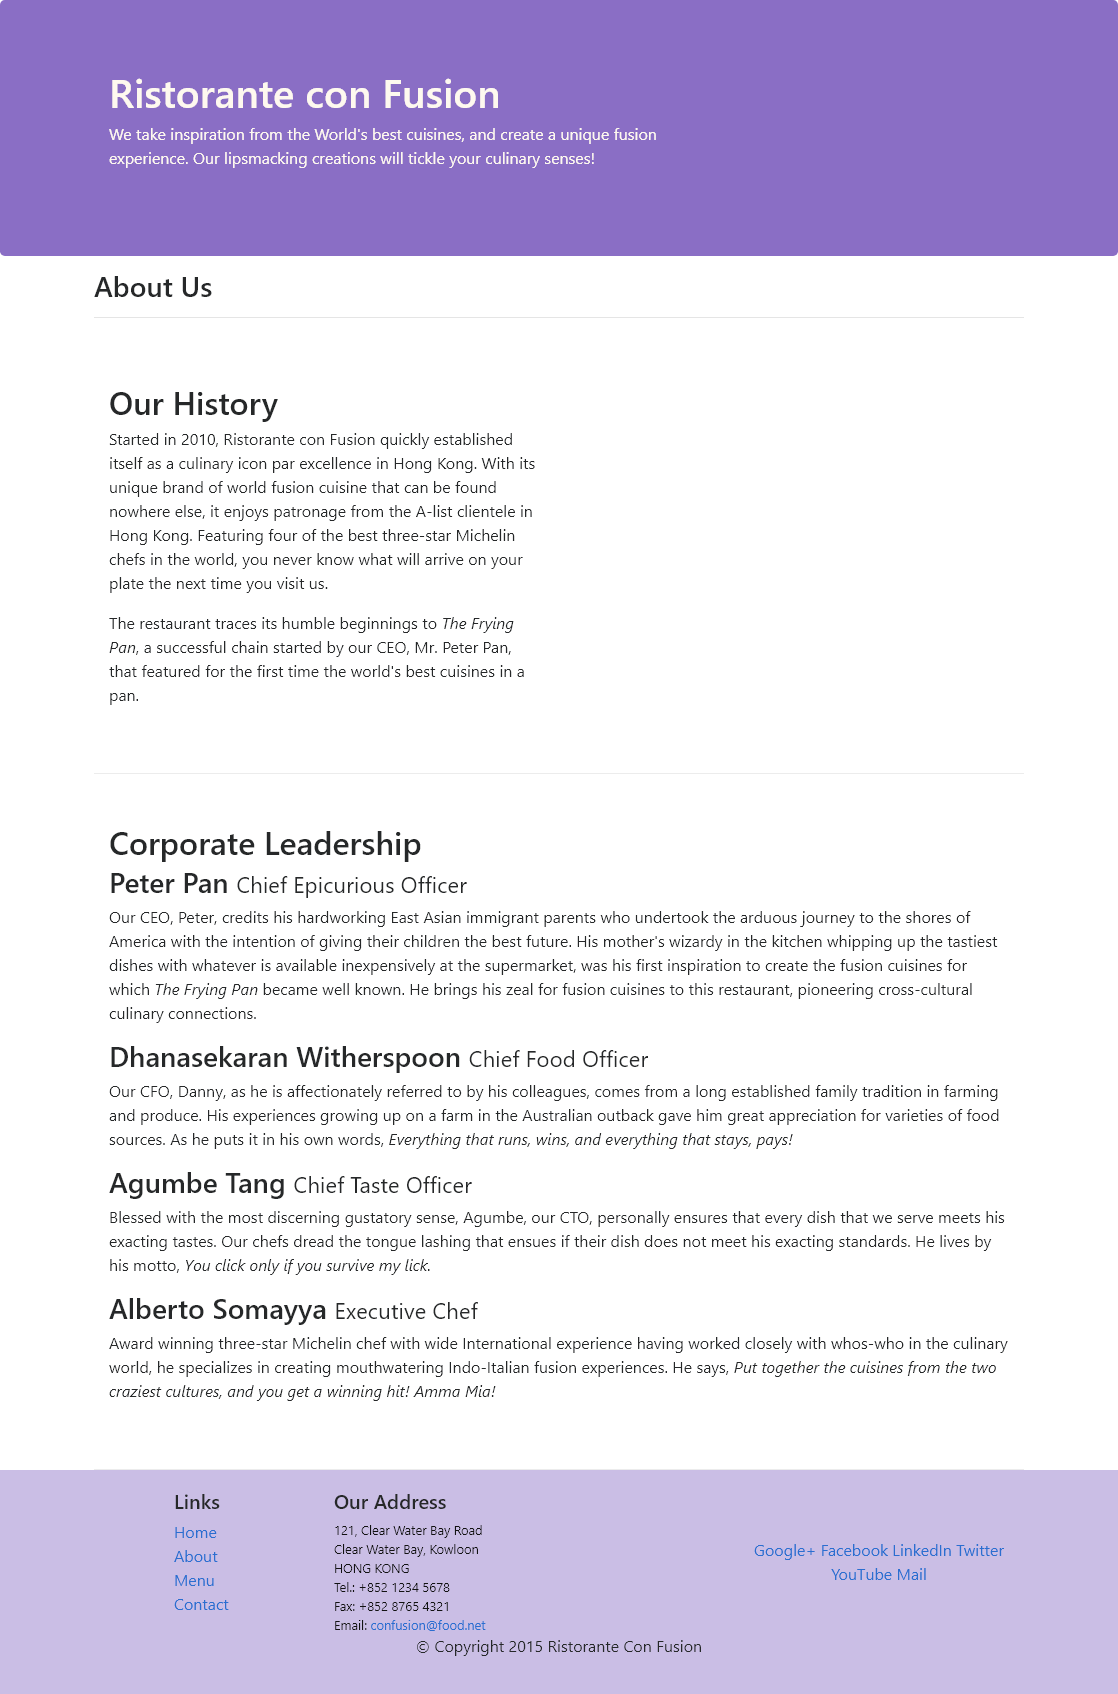 Ristorante con Fusion
We take inspiration from the World's best cuisines, and create a unique fusion
experience. Our lipsmacking creations will tickle your culinary senses!
About Us
Our History
Started in 2010, Ristorante con Fusion quickly established
itself as a culinary icon par excellence in Hong Kong. With its
unique brand of world fusion cuisine that can be found
nowhere else, it enjoys patronage from the A-list clientele in
Hong Kong. Featuring four of the best three-star Michelin
chefs in the world, you never know what will arrive on your
plate the next time you visit us.
The restaurant traces its humble beginnings to The Frying
Pan, a successful chain started by our CEO, Mr. Peter Pan,
that featured for the first time the world's best cuisines in a
pan.
Corporate Leadership
Peter Pan Chief Epicurious Officer
Our CEO, Peter, credits his hardworking East Asian immigrant parents who undertook the arduous journey to the shores of
America with the intention of giving their children the best future. His mother's wizardy in the kitchen whipping up the tastiest
dishes with whatever is available inexpensively at the supermarket, was his first inspiration to create the fusion cuisines for
which The Frying Pan became well known. He brings his zeal for fusion cuisines to this restaurant, pioneering cross-cultural
culinary connections.
Dhanasekaran Witherspoon Chief Food Officer
Our CFO, Danny, as he is affectionately referred to by his colleagues, comes from a long established family tradition in farming
and produce. His experiences growing up on a farm in the Australian outback gave him great appreciation for varieties of food
sources. As he puts it in his own words, Everything that runs, wins, and everything that stays, pays!
Agumbe Tang Chief Taste Officer
Blessed with the most discerning gustatory sense, Agumbe, our CTO, personally ensures that every dish that we serve meets his
exacting tastes. Our chefs dread the tongue lashing that ensues if their dish does not meet his exacting standards. He lives by
his motto, You click only if you survive my lick.
Alberto Somayya Executive Chef
Award winning three-star Michelin chef with wide International experience having worked closely with whos-who in the culinary
world, he specializes in creating mouthwatering Indo-Italian fusion experiences. He says, Put together the cuisines from the two
craziest cultures, and you get a winning hit! Amma Mia!
Links
Home
About
Menu
Contact
Our Address
121, Clear Water Bay Road
Clear Water Bay, Kowloon
HONG KONG
Tel.: +852 1234 5678
Fax: +852 8765 4321
Email: confusion@food.net
Google+ Facebook LinkedIn Twitter
YouTube Mail
© Copyright 2015 Ristorante Con Fusion